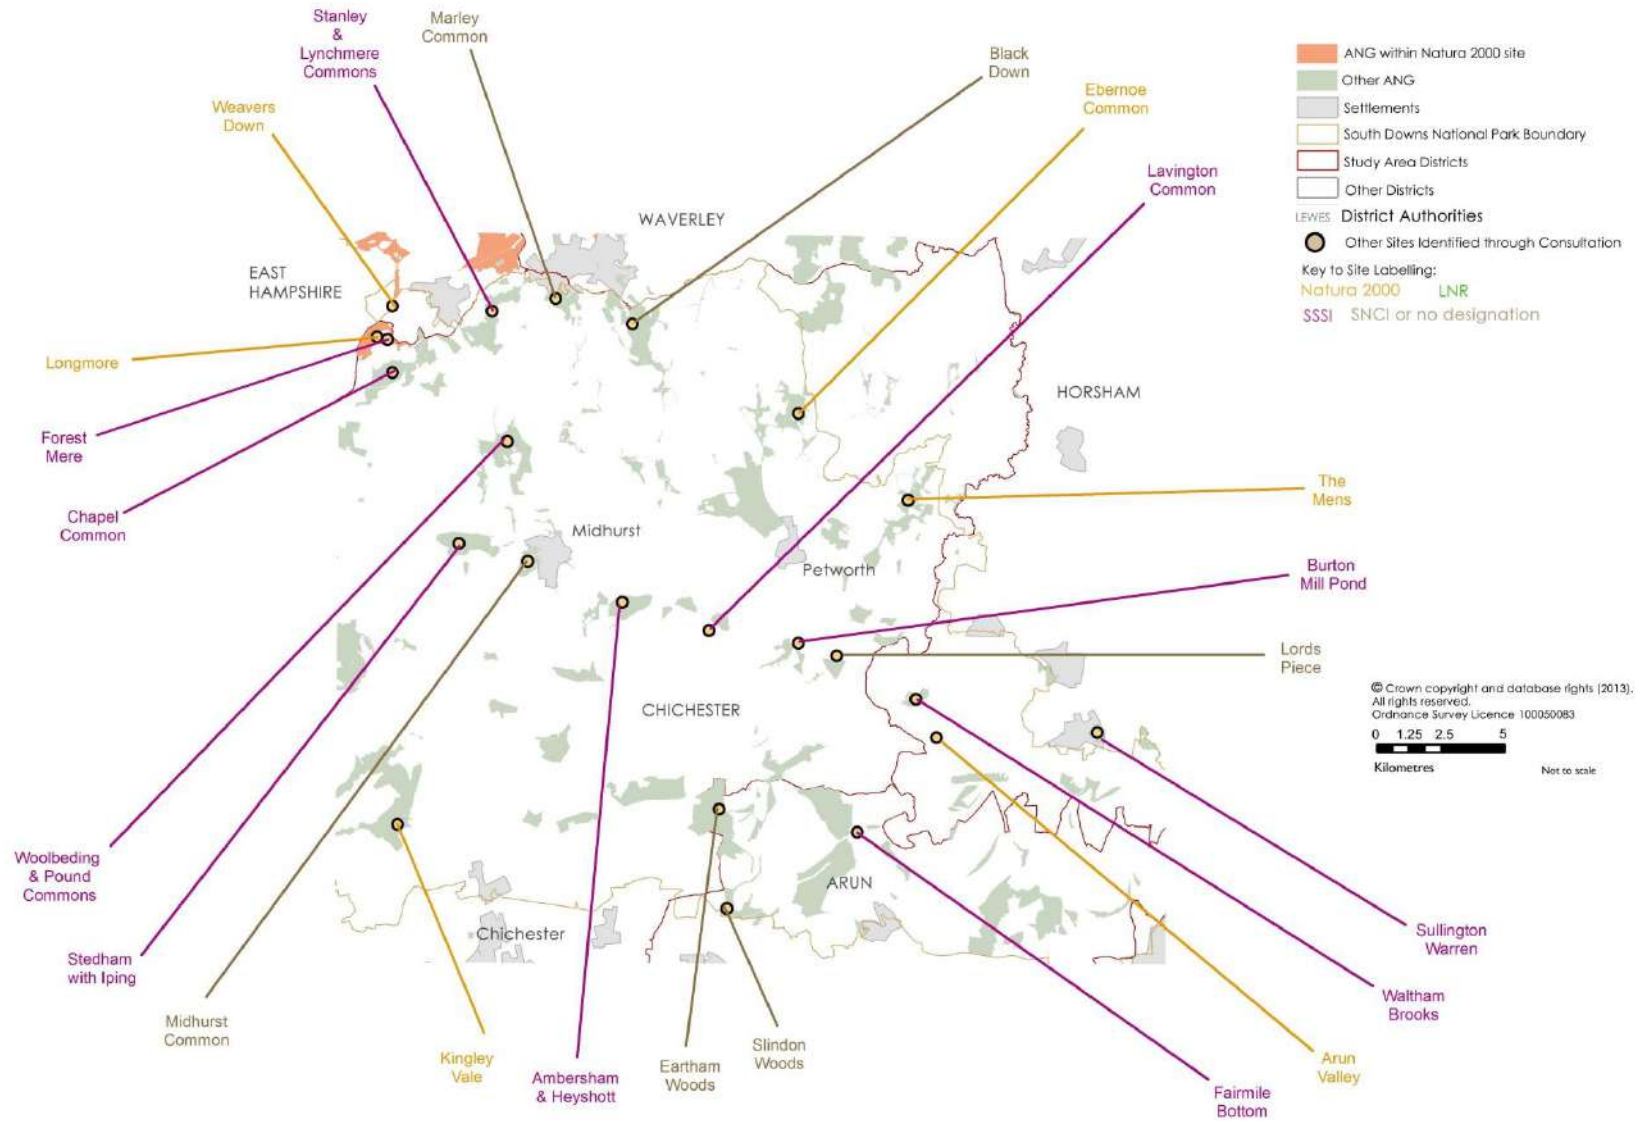 Stanley
&
Lynchmere
Commons
Marley
Common
Black
Down
Ebernoe
Common
Weavers
Down
Lavington
Common
WAVERLEY
EAST
HAMPSHIRE
Longmore
HORSHAM
Forest
Mere
Chapel
Common
The
Mens
Midhurst
Petworth
Burton
Mill Pond
Lords
Piece
CHICHESTER
Woolbeding
& Pound
Commons
ARUN
Chichester
Stedham
with Iping
Sullington
Warren
Waltham
Brooks
Midhurst
Common
Kingley
Vale
Ambersham
& Heyshott
Eartham
Woods
Slindon
Woods
Arun
Valley
Fairmile
Bottom
ANG within Natura 2000 site
Other ANG
Settlements
South Downs National Park Boundary
Study Area Districts
Other Districts
LEWES District Authorities
Other Sites Identified through Consultation
Key to Site Labelling:
Natura 2000 LNR
SSSI SNCI or no designation
© Crown copyright and database rights (2013).
All rights reserved.
Ordnance Survey Licence 100050083
0 1.25 2.5 5
Kilometres
Not to scale